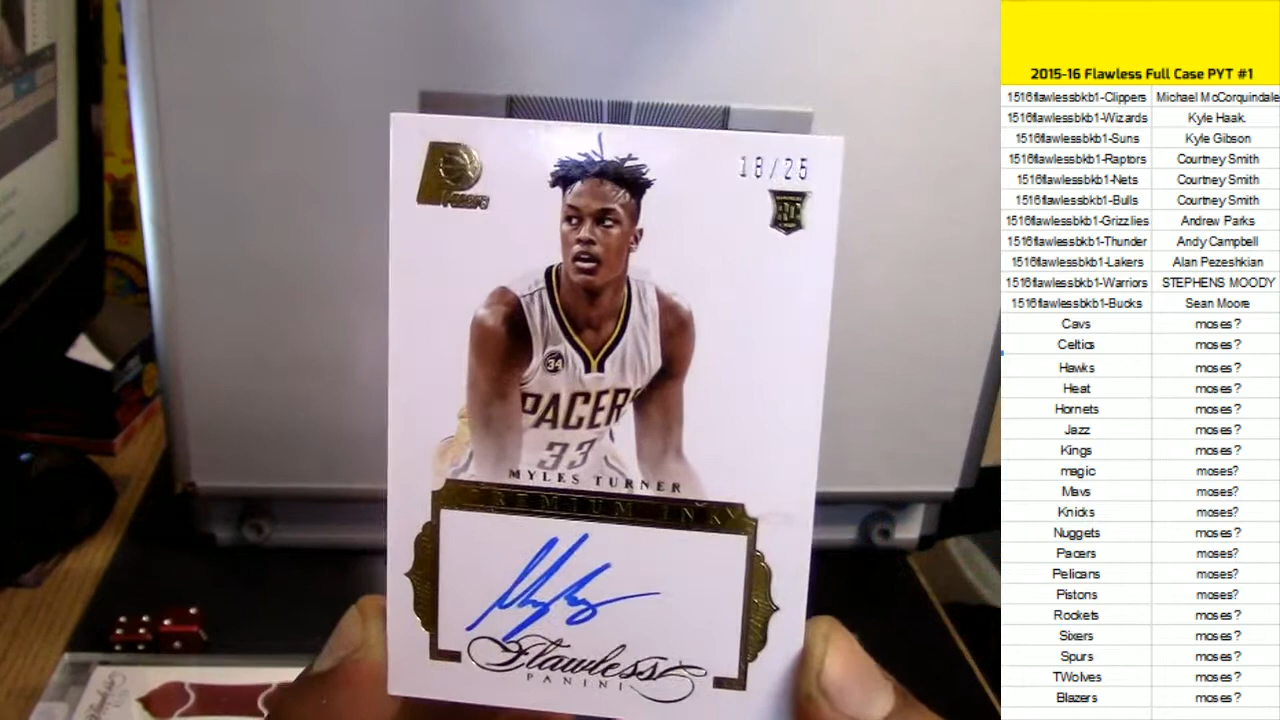 Pacers
18/25
34
PACERS
33
MYLES TURNER
PREMIUM INK
Flawless
PANINI
2015-16 Flawless Full Case PYT #1
1516flawlessbkb1-Clippers Michael McCorquindale
1516flawlessbkb1-Wizards Kyle Haak.
1516flawlessbkb1-Suns Kyle Gibson
1516flawlessbkb1-Raptors Courtney Smith
1516flawlessbkb1-Nets Courtney Smith
1516flawlessbkb1-Bulls Courtney Smith
1516flawlessbkb1-Grizzlies Andrew Parks
1516flawlessbkb1-Thunder Andy Campbell
1516flawlessbkb1-Lakers Alan Pezeshkian
1516flawlessbkb1-Warriors STEPHENS MOODY
1516flawlessbkb1-Bucks Sean Moore
Cavs moses?
Celtics moses?
Hawks moses?
Heat moses?
Hornets moses?
Jazz moses?
Kings moses?
magic moses?
Mavs moses?
Knicks moses?
Nuggets moses?
Pacers moses?
Pelicans moses?
Pistons moses?
Rockets moses?
Sixers moses?
Spurs moses?
TWolves moses?
Blazers moses?